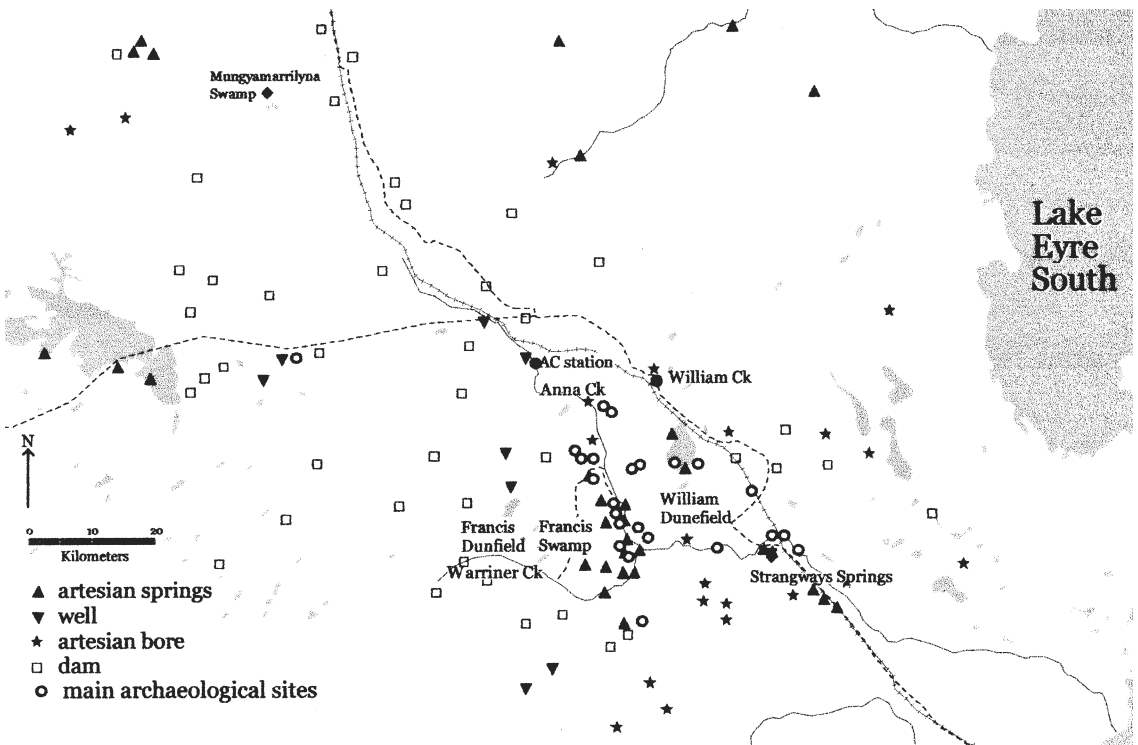 Mungyamarrilyna
Swamp
Lake
Eyre
South
AC station
William Ck
Anna Ck
N
William
Dunefield
Francis
Dunfield
Francis
Swamp
0 10 20
Kilometers
Warriner Ck
Strangways Springs
artesian springs
well
artesian bore
dam
main archaeological sites